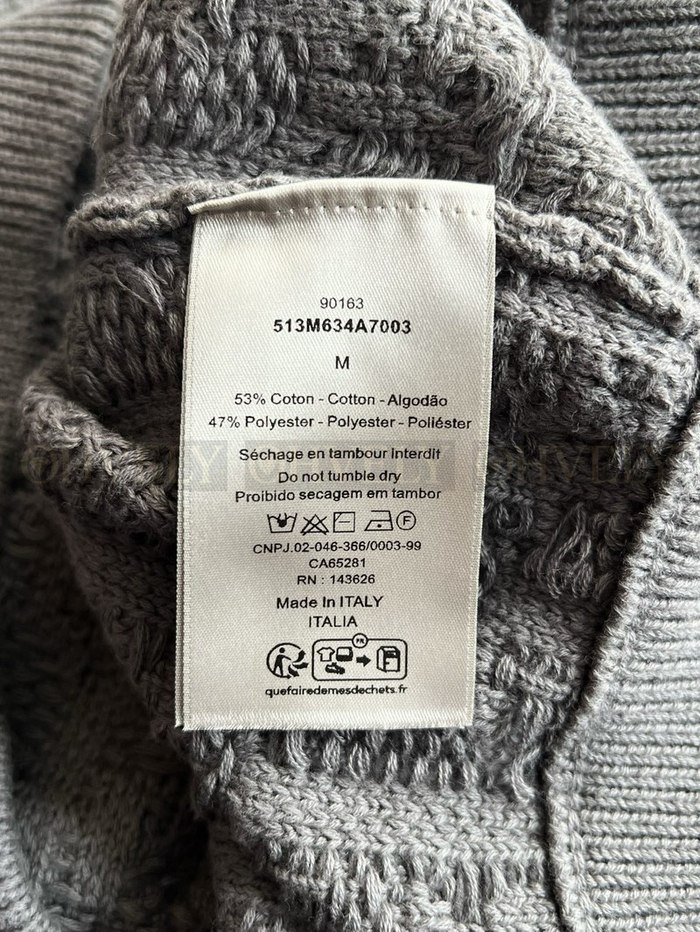 90163
513M634A7003
M
53% Coton - Cotton - Algodão
47% Polyester - Polyester - Poliéster
Séchage en tambour interdit
Do not tumble dry
Proibido secagem em tambor
F
CNPJ.02-046-366/0003-99
CA65281
RN : 143626
Made In ITALY
ITALIA
FR
quefairedemesdechets.fr